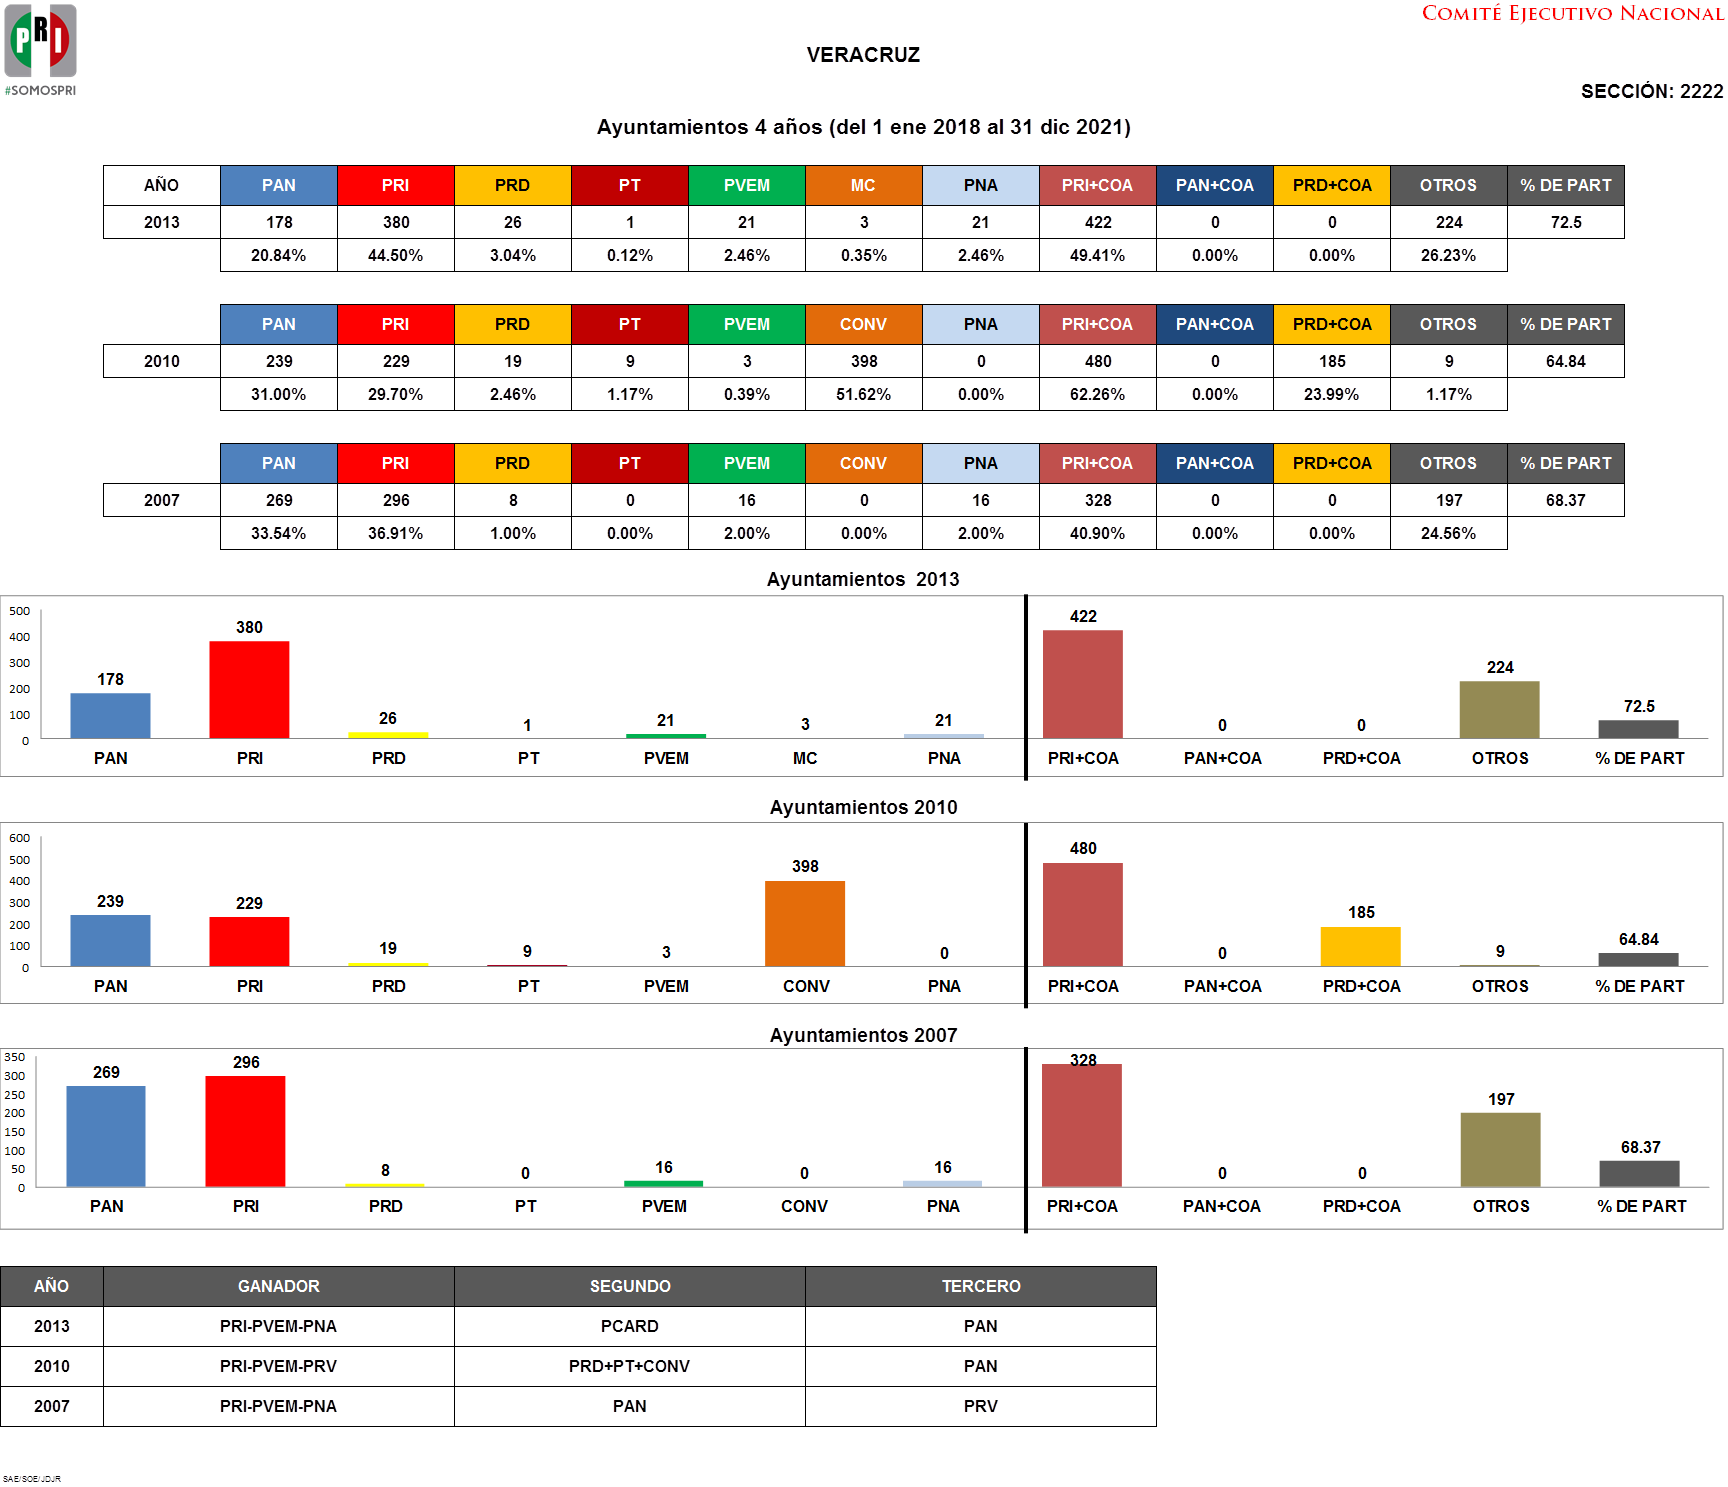 COMITÉ EJECUTIVO NACIONAL
PRI
#SOMOSPRI
VERACRUZ
SECCIÓN: 2222
Ayuntamientos 4 años (del 1 ene 2018 al 31 dic 2021)
AÑO PAN PRI PRD PT PVEM MC PNA PRI+COA PAN+COA PRD+COA OTROS % DE PART
2013 178 380 26 1 21 3 21 422 0 0 224 72.5
20.84% 44.50% 3.04% 0.12% 2.46% 0.35% 2.46% 49.41% 0.00% 0.00% 26.23%
PAN PRI PRD PT PVEM CONV PNA PRI+COA PAN+COA PRD+COA OTROS % DE PART
2010 239 229 19 9 3 398 0 480 0 185 9 64.84
31.00% 29.70% 2.46% 1.17% 0.39% 51.62% 0.00% 62.26% 0.00% 23.99% 1.17%
PAN PRI PRD PT PVEM CONV PNA PRI+COA PAN+COA PRD+COA OTROS % DE PART
2007 269 296 8 0 16 0 16 328 0 0 197 68.37
33.54% 36.91% 1.00% 0.00% 2.00% 0.00% 2.00% 40.90% 0.00% 0.00% 24.56%
Ayuntamientos 2013
500
400
300
200
100
0
178 380 26 1 21 3 21 422 0 0 224 72.5
PAN PRI PRD PT PVEM MC PNA PRI+COA PAN+COA PRD+COA OTROS % DE PART
Ayuntamientos 2010
600
500
400
300
200
100
0
239 229 19 9 3 398 0 480 0 185 9 64.84
PAN PRI PRD PT PVEM CONV PNA PRI+COA PAN+COA PRD+COA OTROS % DE PART
Ayuntamientos 2007
350
300
250
200
150
100
50
0
269 296 8 0 16 0 16 328 0 0 197 68.37
PAN PRI PRD PT PVEM CONV PNA PRI+COA PAN+COA PRD+COA OTROS % DE PART
AÑO GANADOR SEGUNDO TERCERO
2013 PRI-PVEM-PNA PCARD PAN
2010 PRI-PVEM-PRV PRD+PT+CONV PAN
2007 PRI-PVEM-PNA PAN PRV
SAE/SOE/JDJR